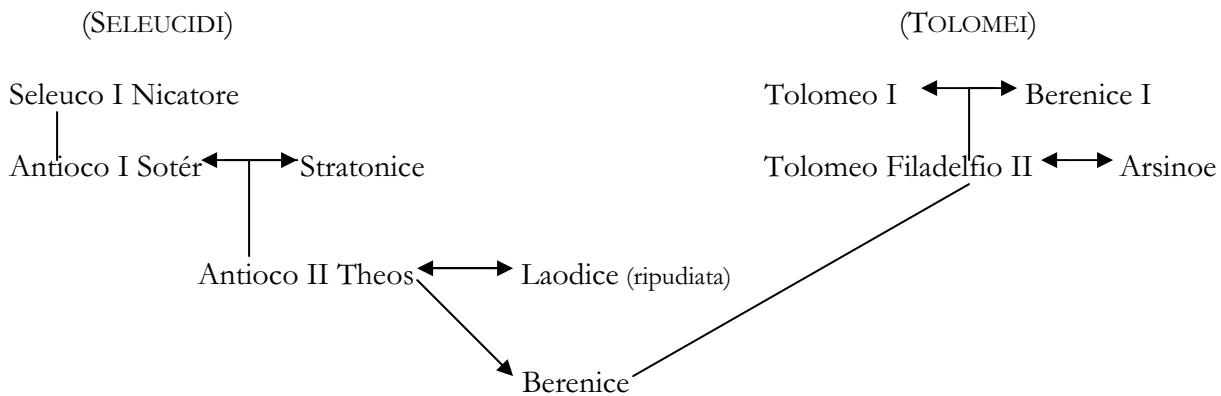 (SELEUCIDI) (TOLOMEI)
Seleuco I Nicatore Tolomeo I Berenice I
Antioco I Sotér Stratonice Tolomeo Filadelfio II Arsinoe
Antioco II Theos Laodice (ripudiata)
Berenice